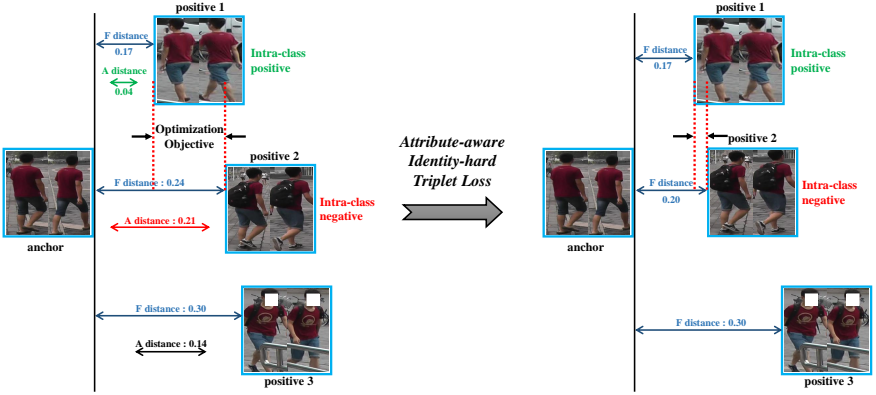 positive 1
F distance
0.17
A distance
0.04
Intra-class
positive
Optimization
Objective
positive 2
F distance : 0.24
A distance : 0.21
Intra-class
negative
anchor
F distance : 0.30
A distance : 0.14
positive 3
Attribute-aware
Identity-hard
Triplet Loss
positive 1
F distance
0.17
Intra-class
positive
positive 2
F distance
0.20
Intra-class
negative
anchor
F distance : 0.30
positive 3